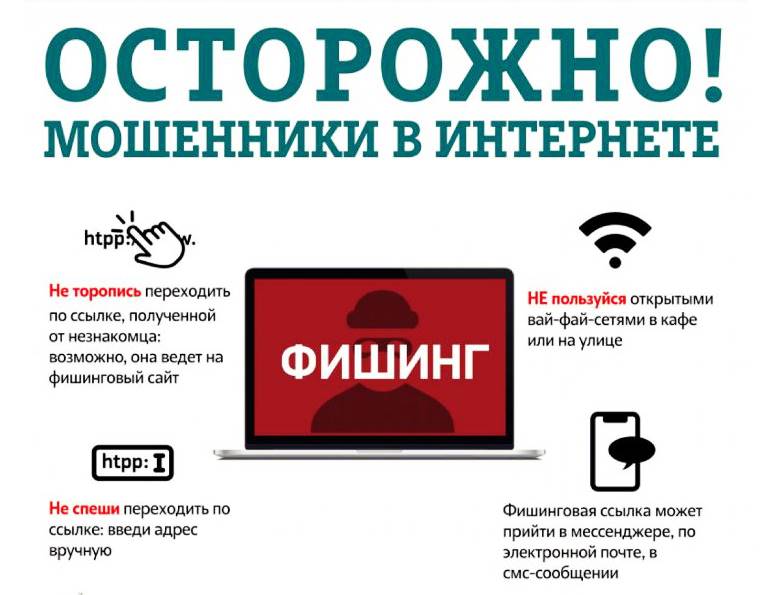 ОСТОРОЖНО!
МОШЕННИКИ В ИНТЕРНЕТЕ
htpp: w.
Не торопись переходить
по ссылке, полученной
от незнакомца:
возможно, она ведет на
фишинговый сайт
НЕ пользуйся открытыми
вай-фай-сетями в кафе
или на улице
ФИШИНГ
htpp:
Не спеши переходить по
ссылке: введи адрес
вручную
Фишинговая ссылка может
прийти в мессенджере, по
электронной почте, в
смс-сообщении